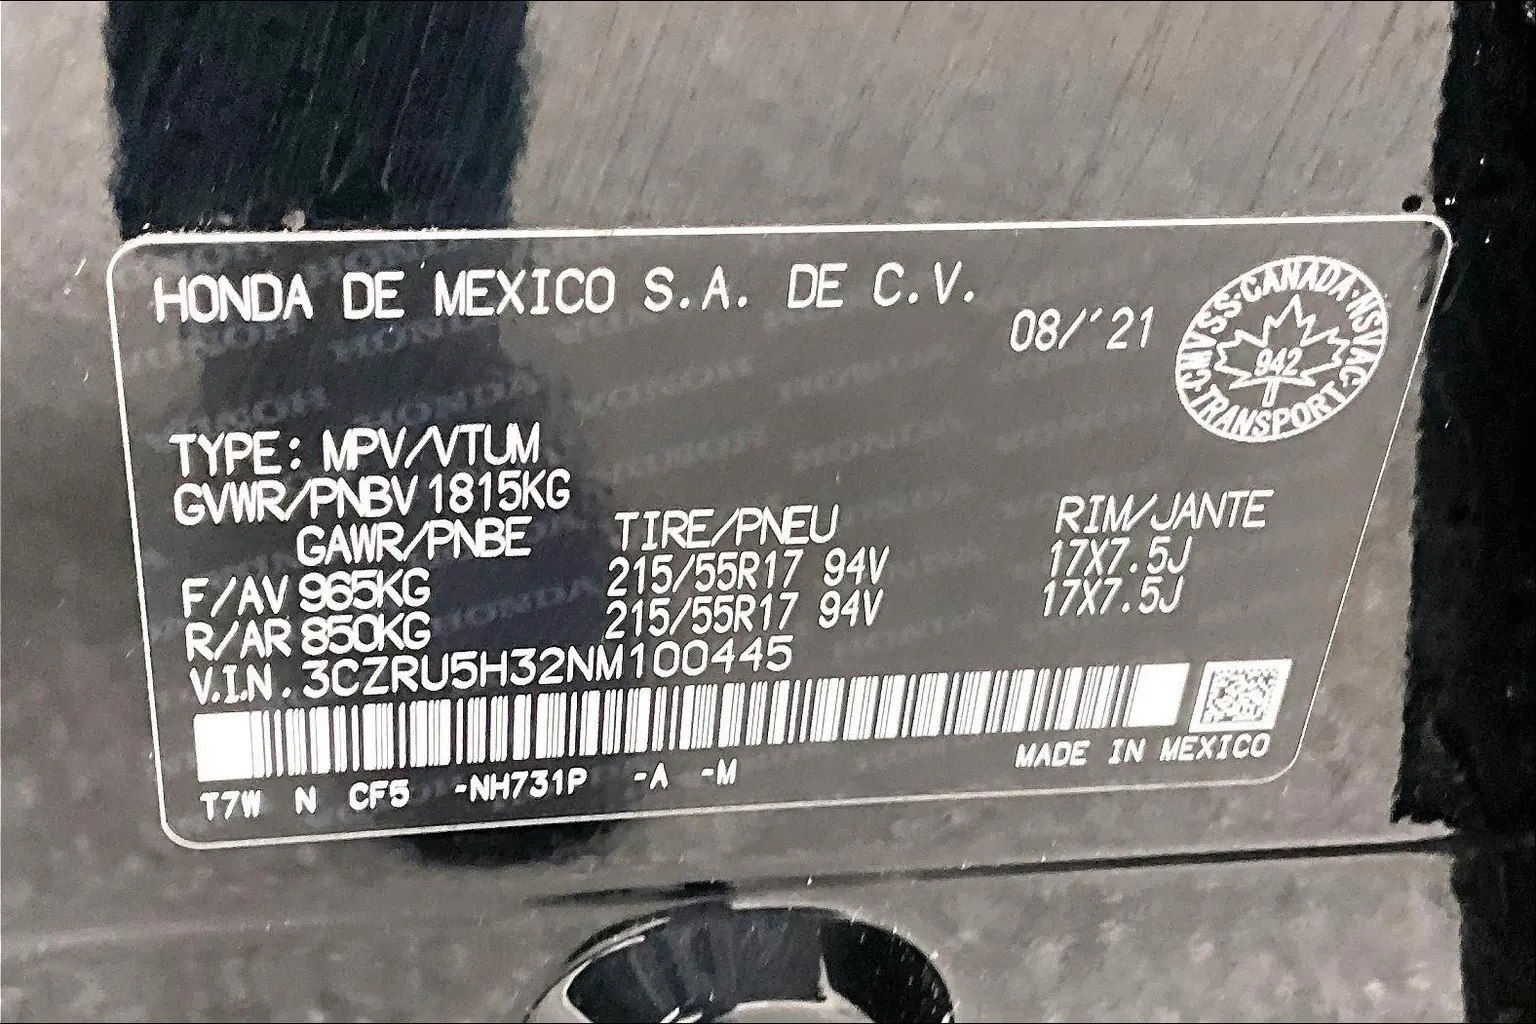 HONDA DE MEXICO S.A. DE C.V.
08/'21
CMVSS·CANADA·NSVAC·TRANSPORT·
942
TYPE: MPV/VTUM
GVWR/PNBV 1815KG
GAWR/PNBE TIRE/PNEU RIM/JANTE
F/AV 965KG 215/55R17 94V 17X7.5J
R/AR 850KG 215/55R17 94V 17X7.5J
V.I.N. 3CZRU5H32NM100445
T7W N CF5 -NH731P -A -M MADE IN MEXICO